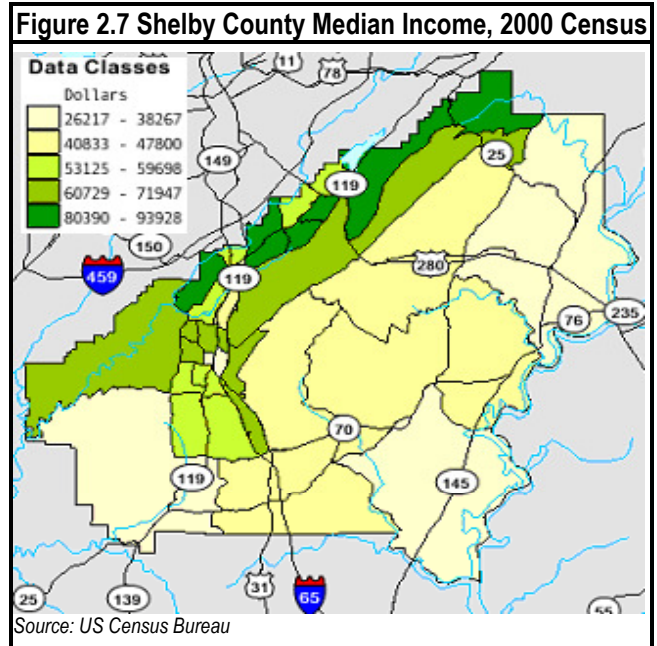 Figure 2.7 Shelby County Median Income, 2000 Census
Data Classes
Dollars
26217 - 38267
40833 - 47800
53125 - 59698
60729 - 71947
80390 - 93928
11
78
149
119
25
150
459
119
280
76
235
70
119
145
25
139
31
65
55
Source: US Census Bureau